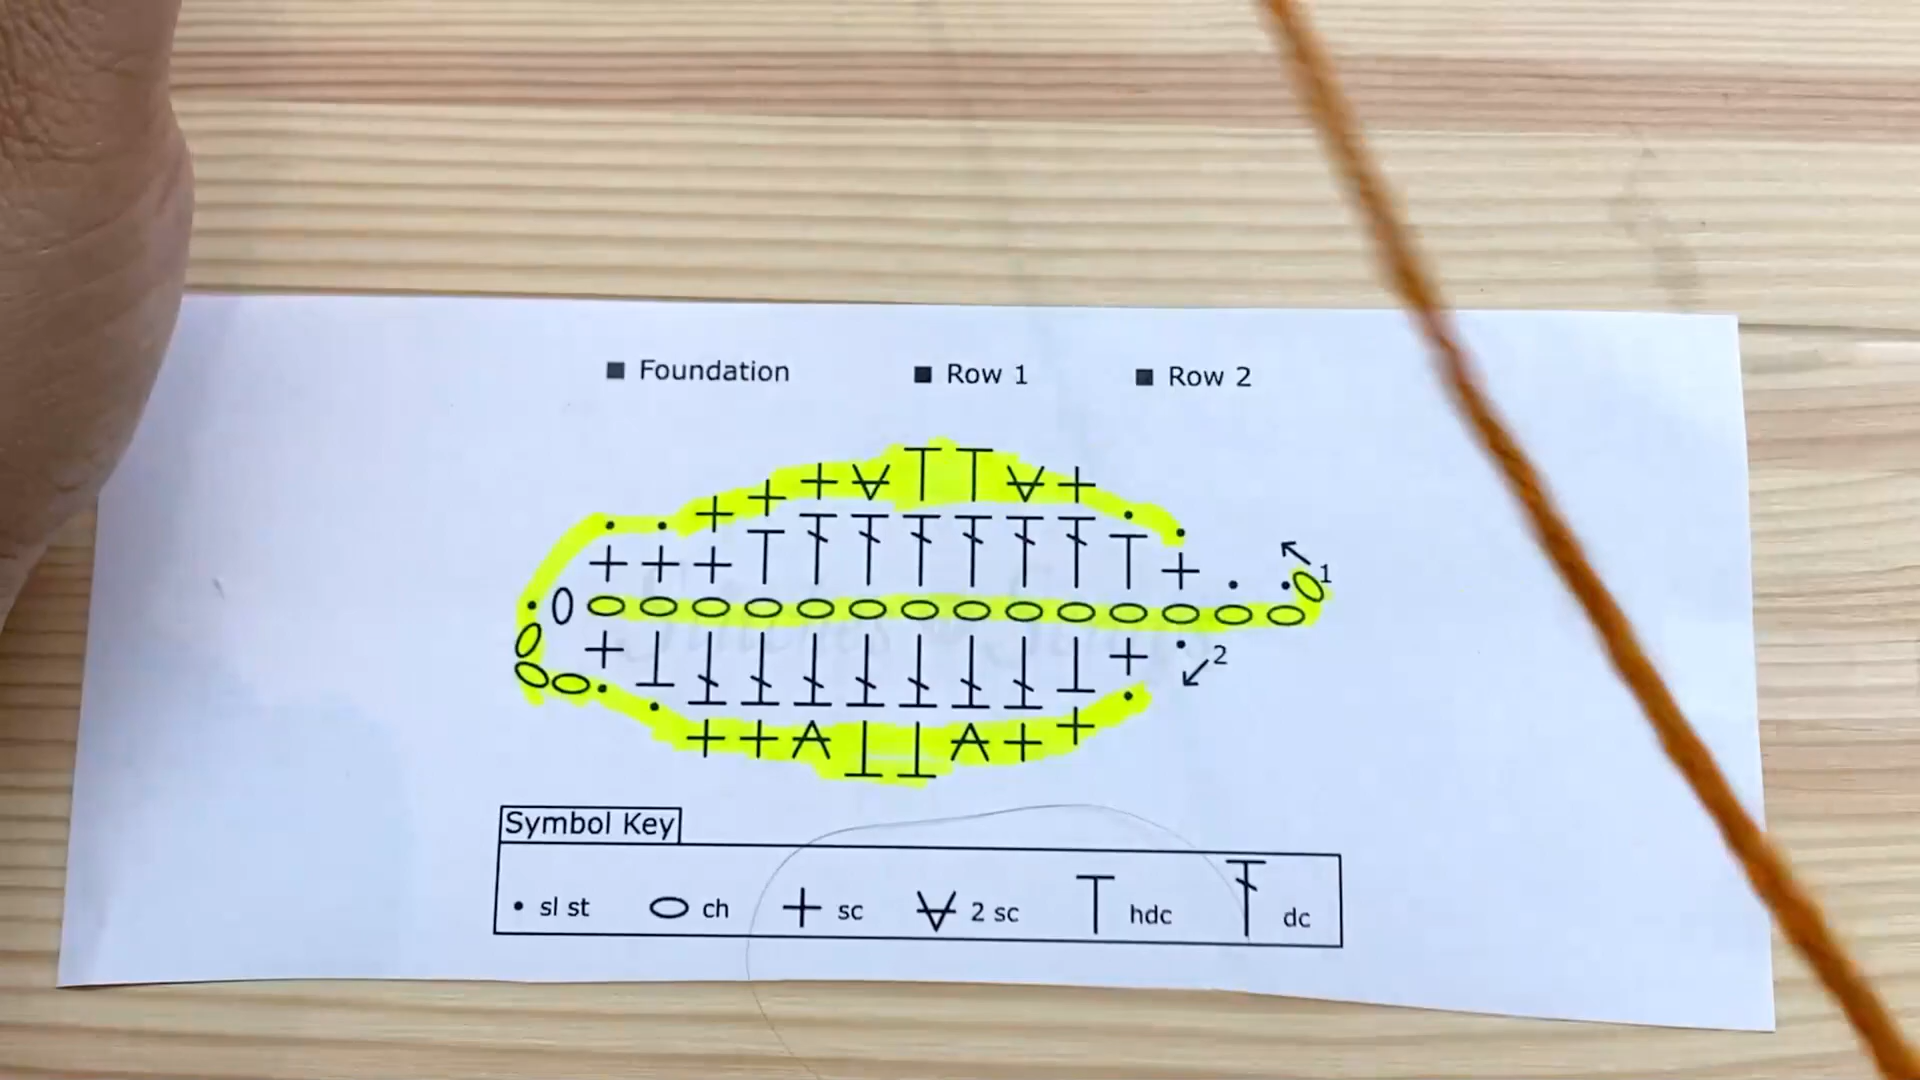 Foundation Row 1 Row 2
1
2
Symbol Key
sl st ch sc 2 sc hdc dc